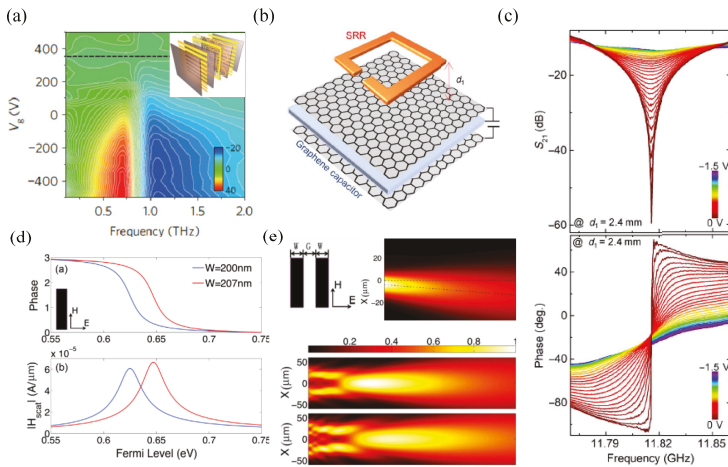 (a)
V_g (V)
400
200
0
−200
−400
-20
40
0.5
1.0
1.5
2.0
Frequency (THz)
(b)
SRR
d₁
Graphene capacitor
(c)
S₂₁ (dB)
−20
−40
−60
−1.5 V
0 V
@ d₁ = 2.4 mm
@ d₁ = 2.4 mm
Phase (deg.)
80
40
0
−40
−80
−1.5 V
0 V
11.79
11.82
11.85
Frequency (GHz)
(d)
(a)
Phase
3
2
1
0
W=200nm
W=207nm
H
E
0.55
0.6
0.65
0.7
0.75
x 10⁻⁵
(b)
|H_scat| (A/μm)
8
6
4
2
0
0.55
0.6
0.65
0.7
0.75
Fermi Level (eV)
(e)
W G W
H
E
X (μm)
20
0
−20
0.2 0.4 0.6 0.8 1
X (μm)
50
0
−50
X (μm)
50
0
−50